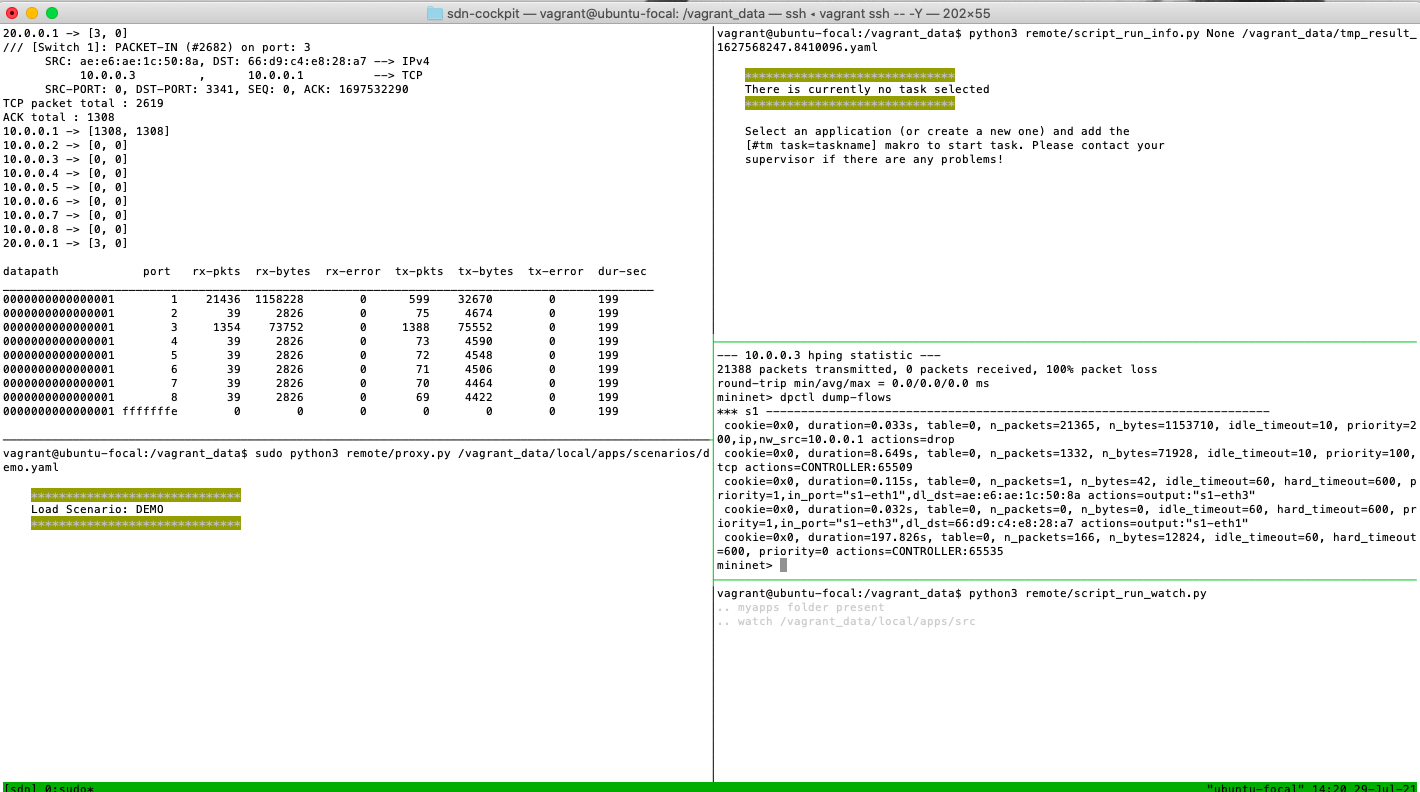 sdn-cockpit — vagrant@ubuntu-focal: /vagrant_data — ssh ◂ vagrant ssh -- -Y — 202×55
20.0.0.1 -> [3, 0]
/// [Switch 1]: PACKET-IN (#2682) on port: 3
SRC: ae:e6:ae:1c:50:8a, DST: 66:d9:c4:e8:28:a7 --> IPv4
10.0.0.3 , 10.0.0.1 --> TCP
SRC-PORT: 0, DST-PORT: 3341, SEQ: 0, ACK: 1697532290
TCP packet total : 2619
ACK total : 1308
10.0.0.1 -> [1308, 1308]
10.0.0.2 -> [0, 0]
10.0.0.3 -> [0, 0]
10.0.0.4 -> [0, 0]
10.0.0.5 -> [0, 0]
10.0.0.6 -> [0, 0]
10.0.0.7 -> [0, 0]
10.0.0.8 -> [0, 0]
20.0.0.1 -> [3, 0]
datapath port rx-pkts rx-bytes rx-error tx-pkts tx-bytes tx-error dur-sec
0000000000000001 1 21436 1158228 0 599 32670 0 199
0000000000000001 2 39 2826 0 75 4674 0 199
0000000000000001 3 1354 73752 0 1388 75552 0 199
0000000000000001 4 39 2826 0 73 4590 0 199
0000000000000001 5 39 2826 0 72 4548 0 199
0000000000000001 6 39 2826 0 71 4506 0 199
0000000000000001 7 39 2826 0 70 4464 0 199
0000000000000001 8 39 2826 0 69 4422 0 199
0000000000000001 fffffffe 0 0 0 0 0 0 199
vagrant@ubuntu-focal:/vagrant_data$ sudo python3 remote/proxy.py /vagrant_data/local/apps/scenarios/d
emo.yaml
******************************
Load Scenario: DEMO
******************************
vagrant@ubuntu-focal:/vagrant_data$ python3 remote/script_run_info.py None /vagrant_data/tmp_result_
1627568247.8410096.yaml
******************************
There is currently no task selected
******************************
Select an application (or create a new one) and add the
[#tm task=taskname] makro to start task. Please contact your
supervisor if there are any problems!
--- 10.0.0.3 hping statistic ---
21388 packets transmitted, 0 packets received, 100% packet loss
round-trip min/avg/max = 0.0/0.0/0.0 ms
mininet> dpctl dump-flows
*** s1 ------------------------------------------------------------------------
cookie=0x0, duration=0.033s, table=0, n_packets=21365, n_bytes=1153710, idle_timeout=10, priority=2
00,ip,nw_src=10.0.0.1 actions=drop
cookie=0x0, duration=8.649s, table=0, n_packets=1332, n_bytes=71928, idle_timeout=10, priority=100,
tcp actions=CONTROLLER:65509
cookie=0x0, duration=0.115s, table=0, n_packets=1, n_bytes=42, idle_timeout=60, hard_timeout=600, p
riority=1,in_port="s1-eth1",dl_dst=ae:e6:ae:1c:50:8a actions=output:"s1-eth3"
cookie=0x0, duration=0.032s, table=0, n_packets=0, n_bytes=0, idle_timeout=60, hard_timeout=600, pr
iority=1,in_port="s1-eth3",dl_dst=66:d9:c4:e8:28:a7 actions=output:"s1-eth1"
cookie=0x0, duration=197.826s, table=0, n_packets=166, n_bytes=12824, idle_timeout=60, hard_timeout
=600, priority=0 actions=CONTROLLER:65535
mininet>
vagrant@ubuntu-focal:/vagrant_data$ python3 remote/script_run_watch.py
.. myapps folder present
.. watch /vagrant_data/local/apps/src
[sdn] 0:sudo* "ubuntu-focal" 14:20 29-Jul-21